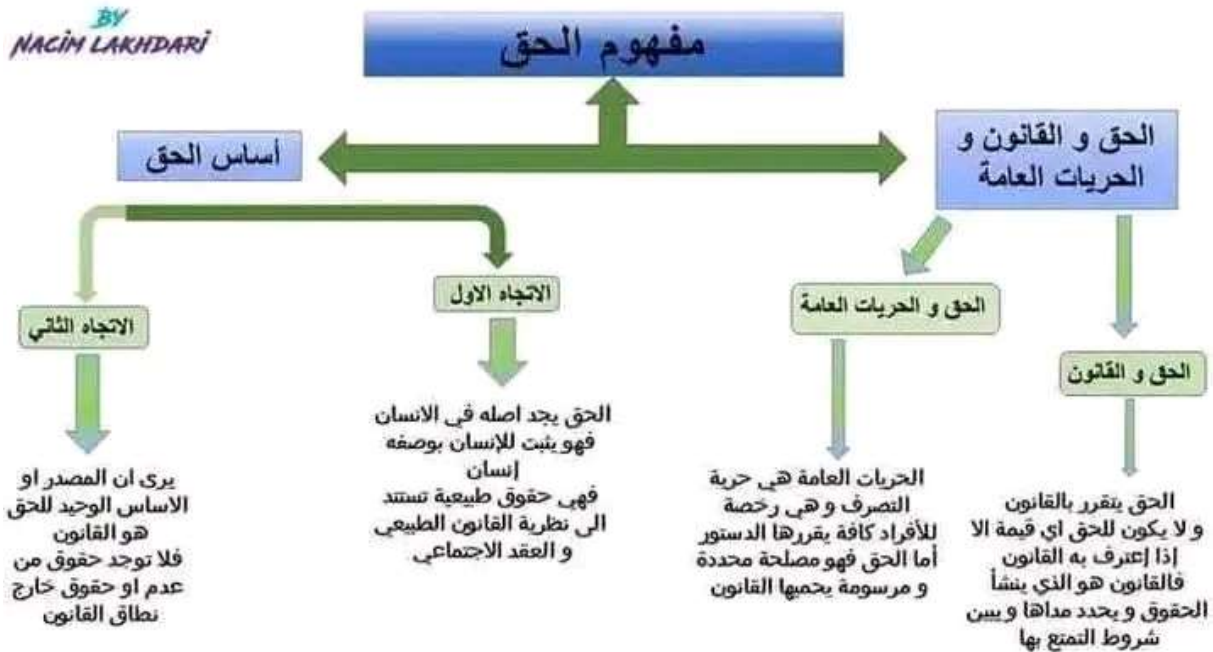 BY
NACIM LAKHDARI
مفهوم الحق
الحق و القانون و
الحريات العامة
أساس الحق
الحق و القانون
الحق يتقرر بالقانون
و لا يكون للحق اي قيمة الا
إذا إعترف به القانون
فالقانون هو الذي ينشأ
الحقوق و يحدد مداها و يبين
شروط التمتع بها
الحق و الحريات العامة
الحريات العامة هي حرية
التصرف و هي رخصة
للأفراد كافة يقررها الدستور
أما الحق فهو مصلحة محددة
و مرسومة يحميها القانون
الاتجاه الاول
الحق يجد اصله في الانسان
فهو يثبت للإنسان بوصفه
إنسان
فهي حقوق طبيعية تستند
الى نظرية القانون الطبيعي
و العقد الاجتماعي
الاتجاه الثاني
يرى ان المصدر او
الاساس الوحيد للحق
هو القانون
فلا توجد حقوق من
عدم او حقوق خارج
نطاق القانون